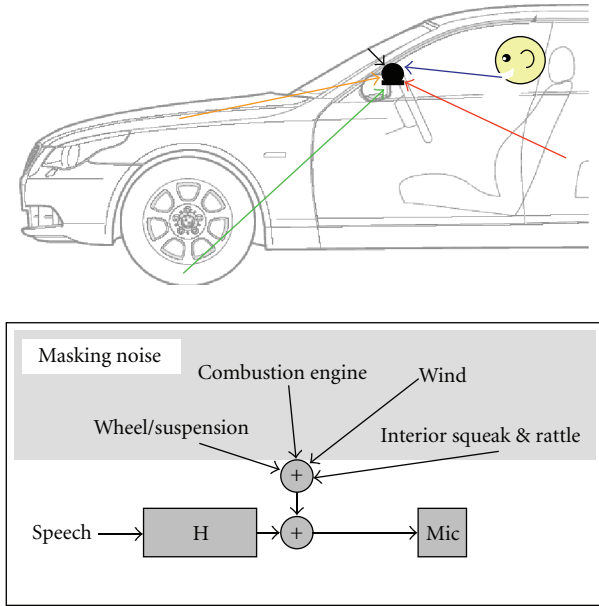 Masking noise
Combustion engine
Wind
Wheel/suspension
Interior squeak & rattle
+
Speech
H
+
Mic